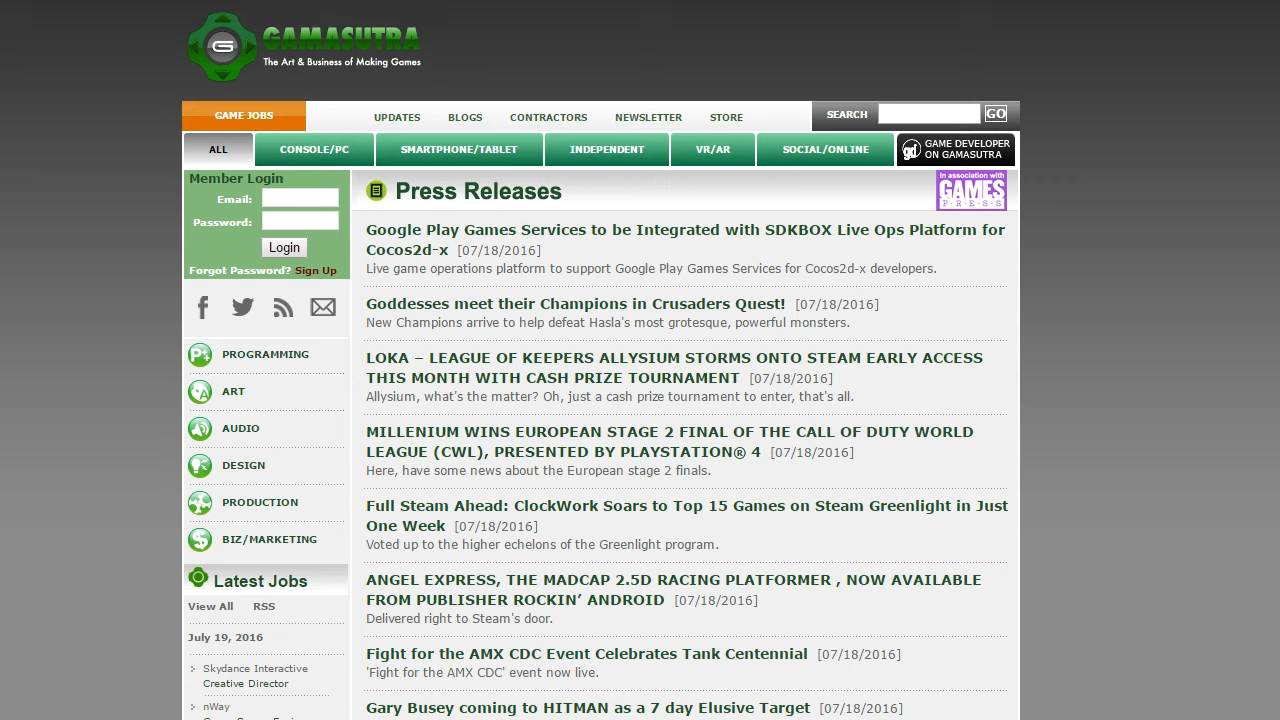 GAMASUTRA
The Art & Business of Making Games
GAME JOBS
UPDATES
BLOGS
CONTRACTORS
NEWSLETTER
STORE
SEARCH
GO
ALL
CONSOLE/PC
SMARTPHONE/TABLET
INDEPENDENT
VR/AR
SOCIAL/ONLINE
gd
GAME DEVELOPER
ON GAMASUTRA
Member Login
Email:
Password:
Login
Forgot Password? Sign Up
PROGRAMMING
ART
AUDIO
DESIGN
PRODUCTION
BIZ/MARKETING
Latest Jobs
View All RSS
July 19, 2016
Skydance Interactive
Creative Director
nWay
Press Releases
In association with
GAMES
P·R·E·S·S
Google Play Games Services to be Integrated with SDKBOX Live Ops Platform for
Cocos2d-x [07/18/2016]
Live game operations platform to support Google Play Games Services for Cocos2d-x developers.
Goddesses meet their Champions in Crusaders Quest! [07/18/2016]
New Champions arrive to help defeat Hasla's most grotesque, powerful monsters.
LOKA – LEAGUE OF KEEPERS ALLYSIUM STORMS ONTO STEAM EARLY ACCESS
THIS MONTH WITH CASH PRIZE TOURNAMENT [07/18/2016]
Allysium, what's the matter? Oh, just a cash prize tournament to enter, that's all.
MILLENIUM WINS EUROPEAN STAGE 2 FINAL OF THE CALL OF DUTY WORLD
LEAGUE (CWL), PRESENTED BY PLAYSTATION® 4 [07/18/2016]
Here, have some news about the European stage 2 finals.
Full Steam Ahead: ClockWork Soars to Top 15 Games on Steam Greenlight in Just
One Week [07/18/2016]
Voted up to the higher echelons of the Greenlight program.
ANGEL EXPRESS, THE MADCAP 2.5D RACING PLATFORMER , NOW AVAILABLE
FROM PUBLISHER ROCKIN’ ANDROID [07/18/2016]
Delivered right to Steam's door.
Fight for the AMX CDC Event Celebrates Tank Centennial [07/18/2016]
'Fight for the AMX CDC' event now live.
Gary Busey coming to HITMAN as a 7 day Elusive Target [07/18/2016]